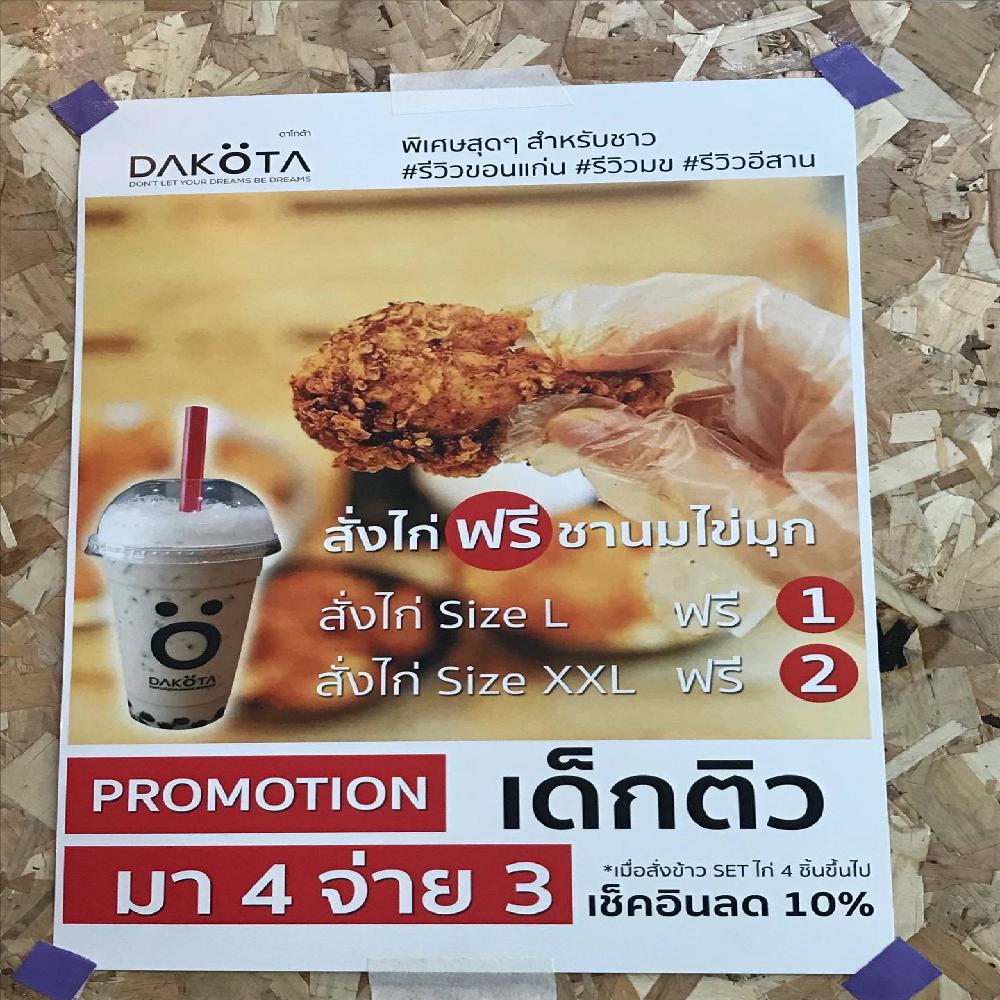 ดาโกต้า
DAKÖTA
DON'T LET YOUR DREAMS BE DREAMS
พิเศษสุดๆ สำหรับชาว
#รีวิวขอนแก่น #รีวิวมข #รีวิวอีสาน
สั่งไก่ ฟรี ชานมไข่มุก
สั่งไก่ Size L ฟรี 1
สั่งไก่ Size XXL ฟรี 2
DAKÖTA
PROMOTION เด็กติว
มา 4 จ่าย 3
*เมื่อสั่งข้าว SET ไก่ 4 ชิ้นขึ้นไป
เช็คอินลด 10%